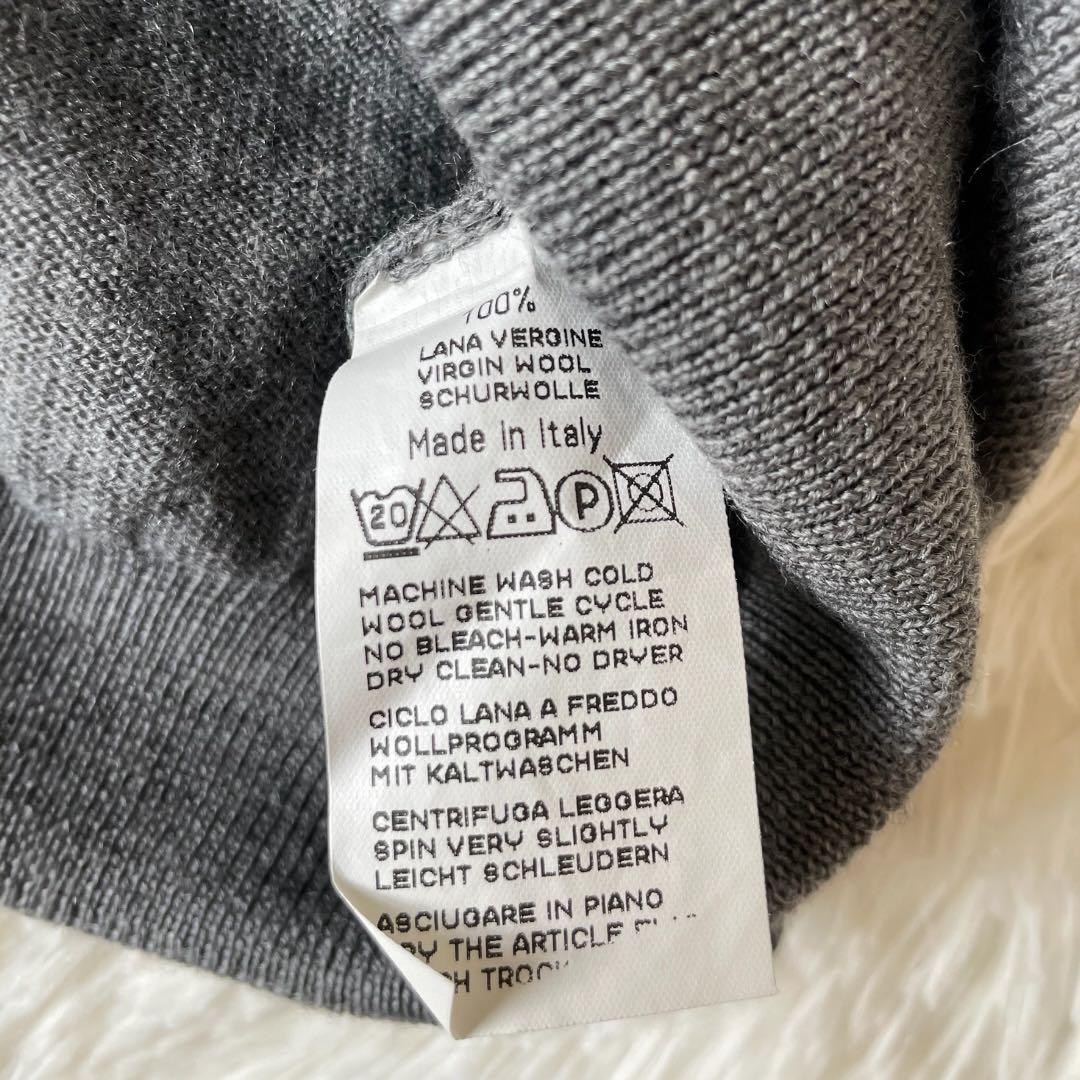 100%
LANA VERGINE
VIRGIN WOOL
SCHURWOLLE
Made in Italy
20 P
MACHINE WASH COLD
WOOL GENTLE CYCLE
NO BLEACH-WARM IRON
DRY CLEAN-NO DRYER
CICLO LANA A FREDDO
WOLLPROGRAMM
MIT KALTWASCHEN
CENTRIFUGA LEGGERA
SPIN VERY SLIGHTLY
LEICHT SCHLEUDERN
ASCIUGARE IN PIANO
THE ARTICLE